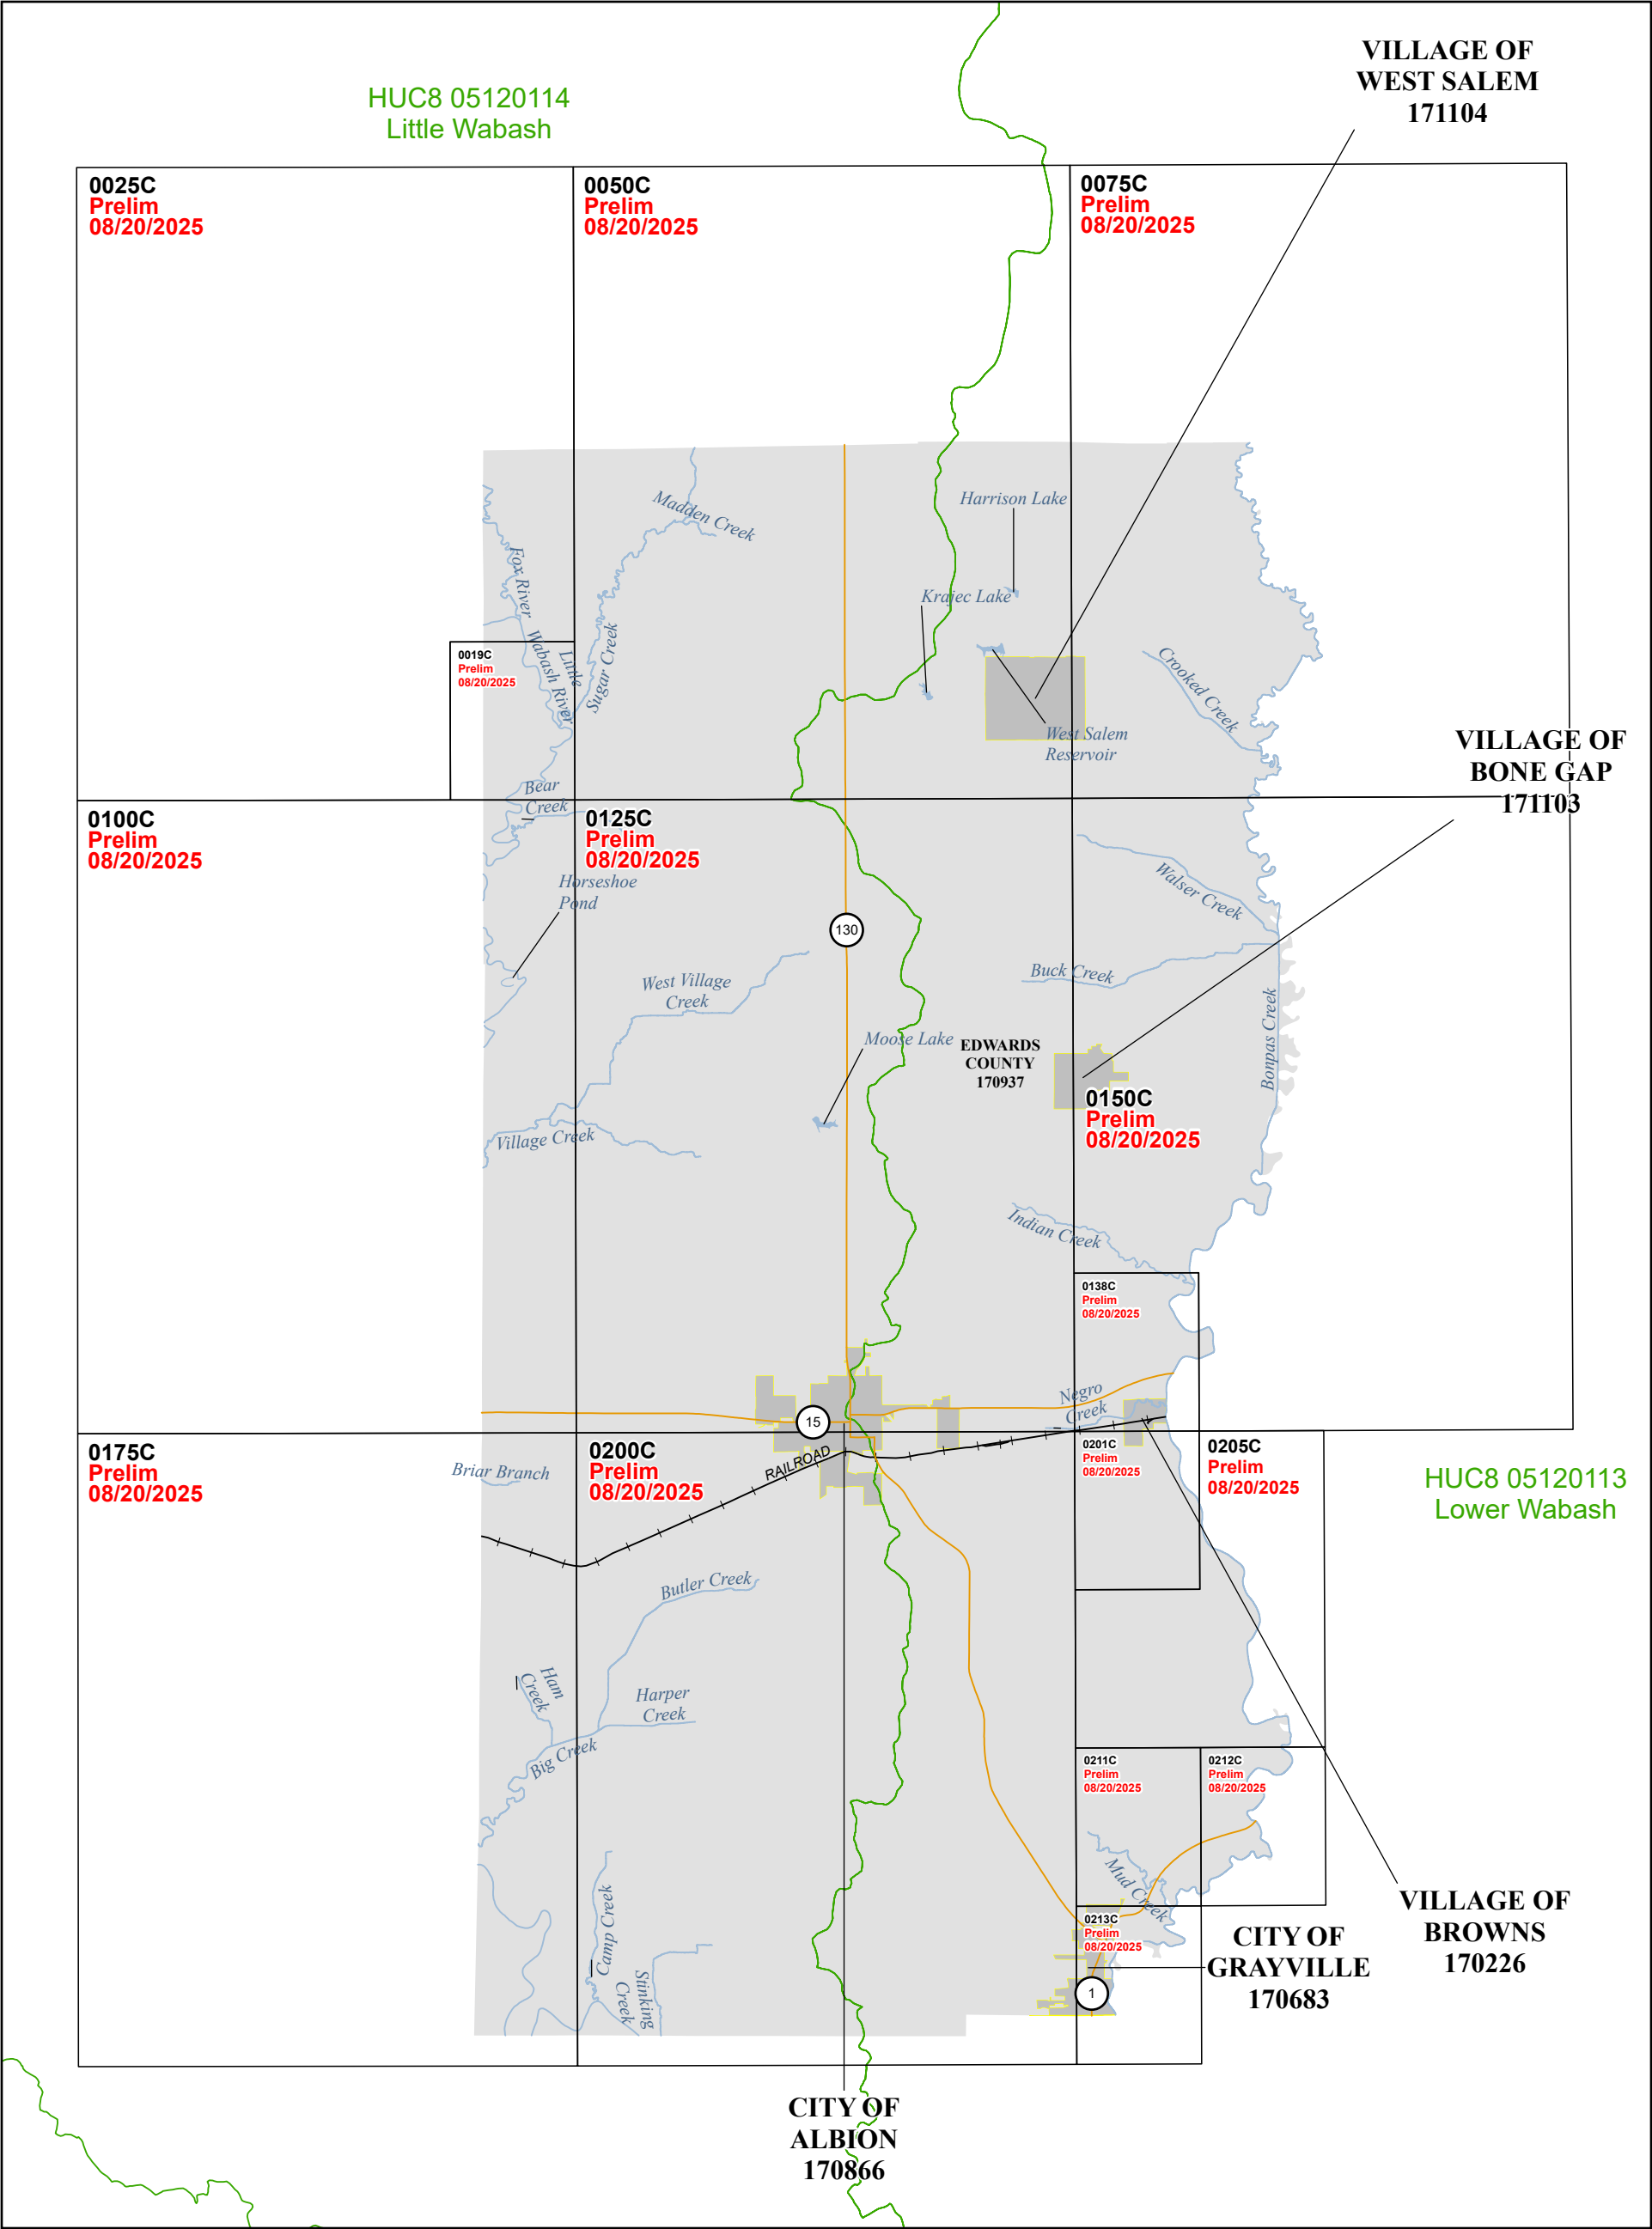 VILLAGE OF
WEST SALEM
171104
HUC8 05120114
Little Wabash
0025C
Prelim
08/20/2025
0050C
Prelim
08/20/2025
0075C
Prelim
08/20/2025
Madden Creek
Harrison Lake
Fox River
Krajec Lake
0019C
Prelim
08/20/2025
Little
Wabash River
Sugar Creek
Crooked Creek
West Salem
Reservoir
VILLAGE OF
BONE GAP
171103
Bear
Creek
0100C
Prelim
08/20/2025
0125C
Prelim
08/20/2025
Horseshoe
Pond
Walser Creek
130
West Village
Creek
Buck Creek
Bonpas Creek
Moose Lake
EDWARDS
COUNTY
170937
0150C
Prelim
08/20/2025
Village Creek
Indian Creek
0138C
Prelim
08/20/2025
Negro
Creek
15
0175C
Prelim
08/20/2025
Briar Branch
0200C
Prelim
08/20/2025
RAILROAD
0201C
Prelim
08/20/2025
0205C
Prelim
08/20/2025
HUC8 05120113
Lower Wabash
Butler Creek
Ham
Creek
Harper
Creek
Big Creek
0211C
Prelim
08/20/2025
0212C
Prelim
08/20/2025
Mud Creek
Camp Creek
Stinking
Creek
0213C
Prelim
08/20/2025
1
CITY OF
GRAYVILLE
170683
VILLAGE OF
BROWNS
170226
CITY OF
ALBION
170866